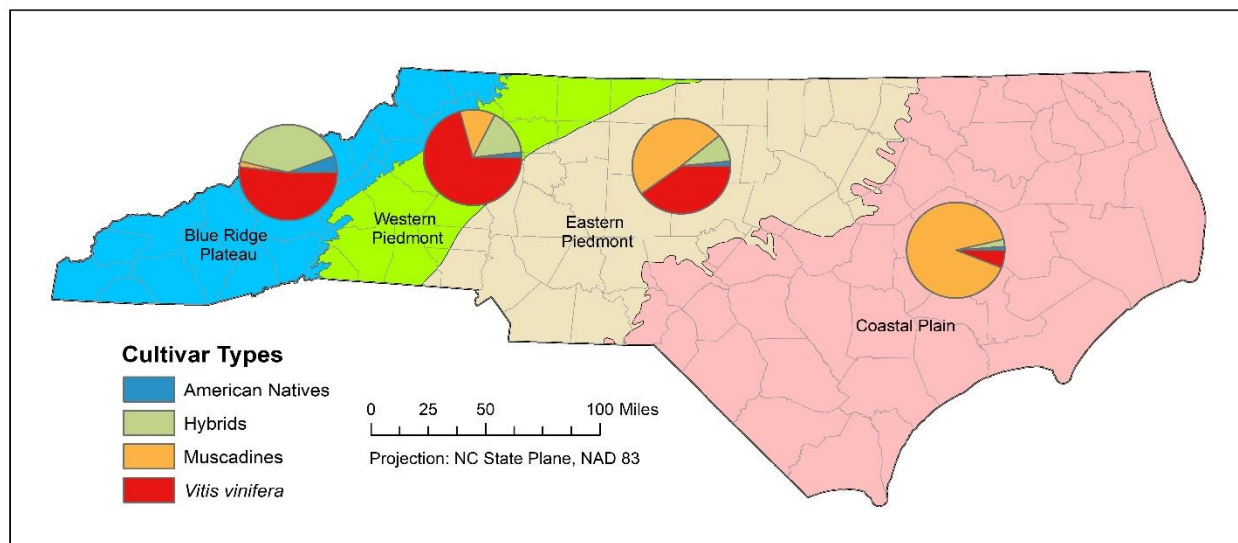 Blue Ridge
Plateau
Western
Piedmont
Eastern
Piedmont
Coastal Plain
Cultivar Types
American Natives
Hybrids
Muscadines
Vitis vinifera
0 25 50 100 Miles
Projection: NC State Plane, NAD 83